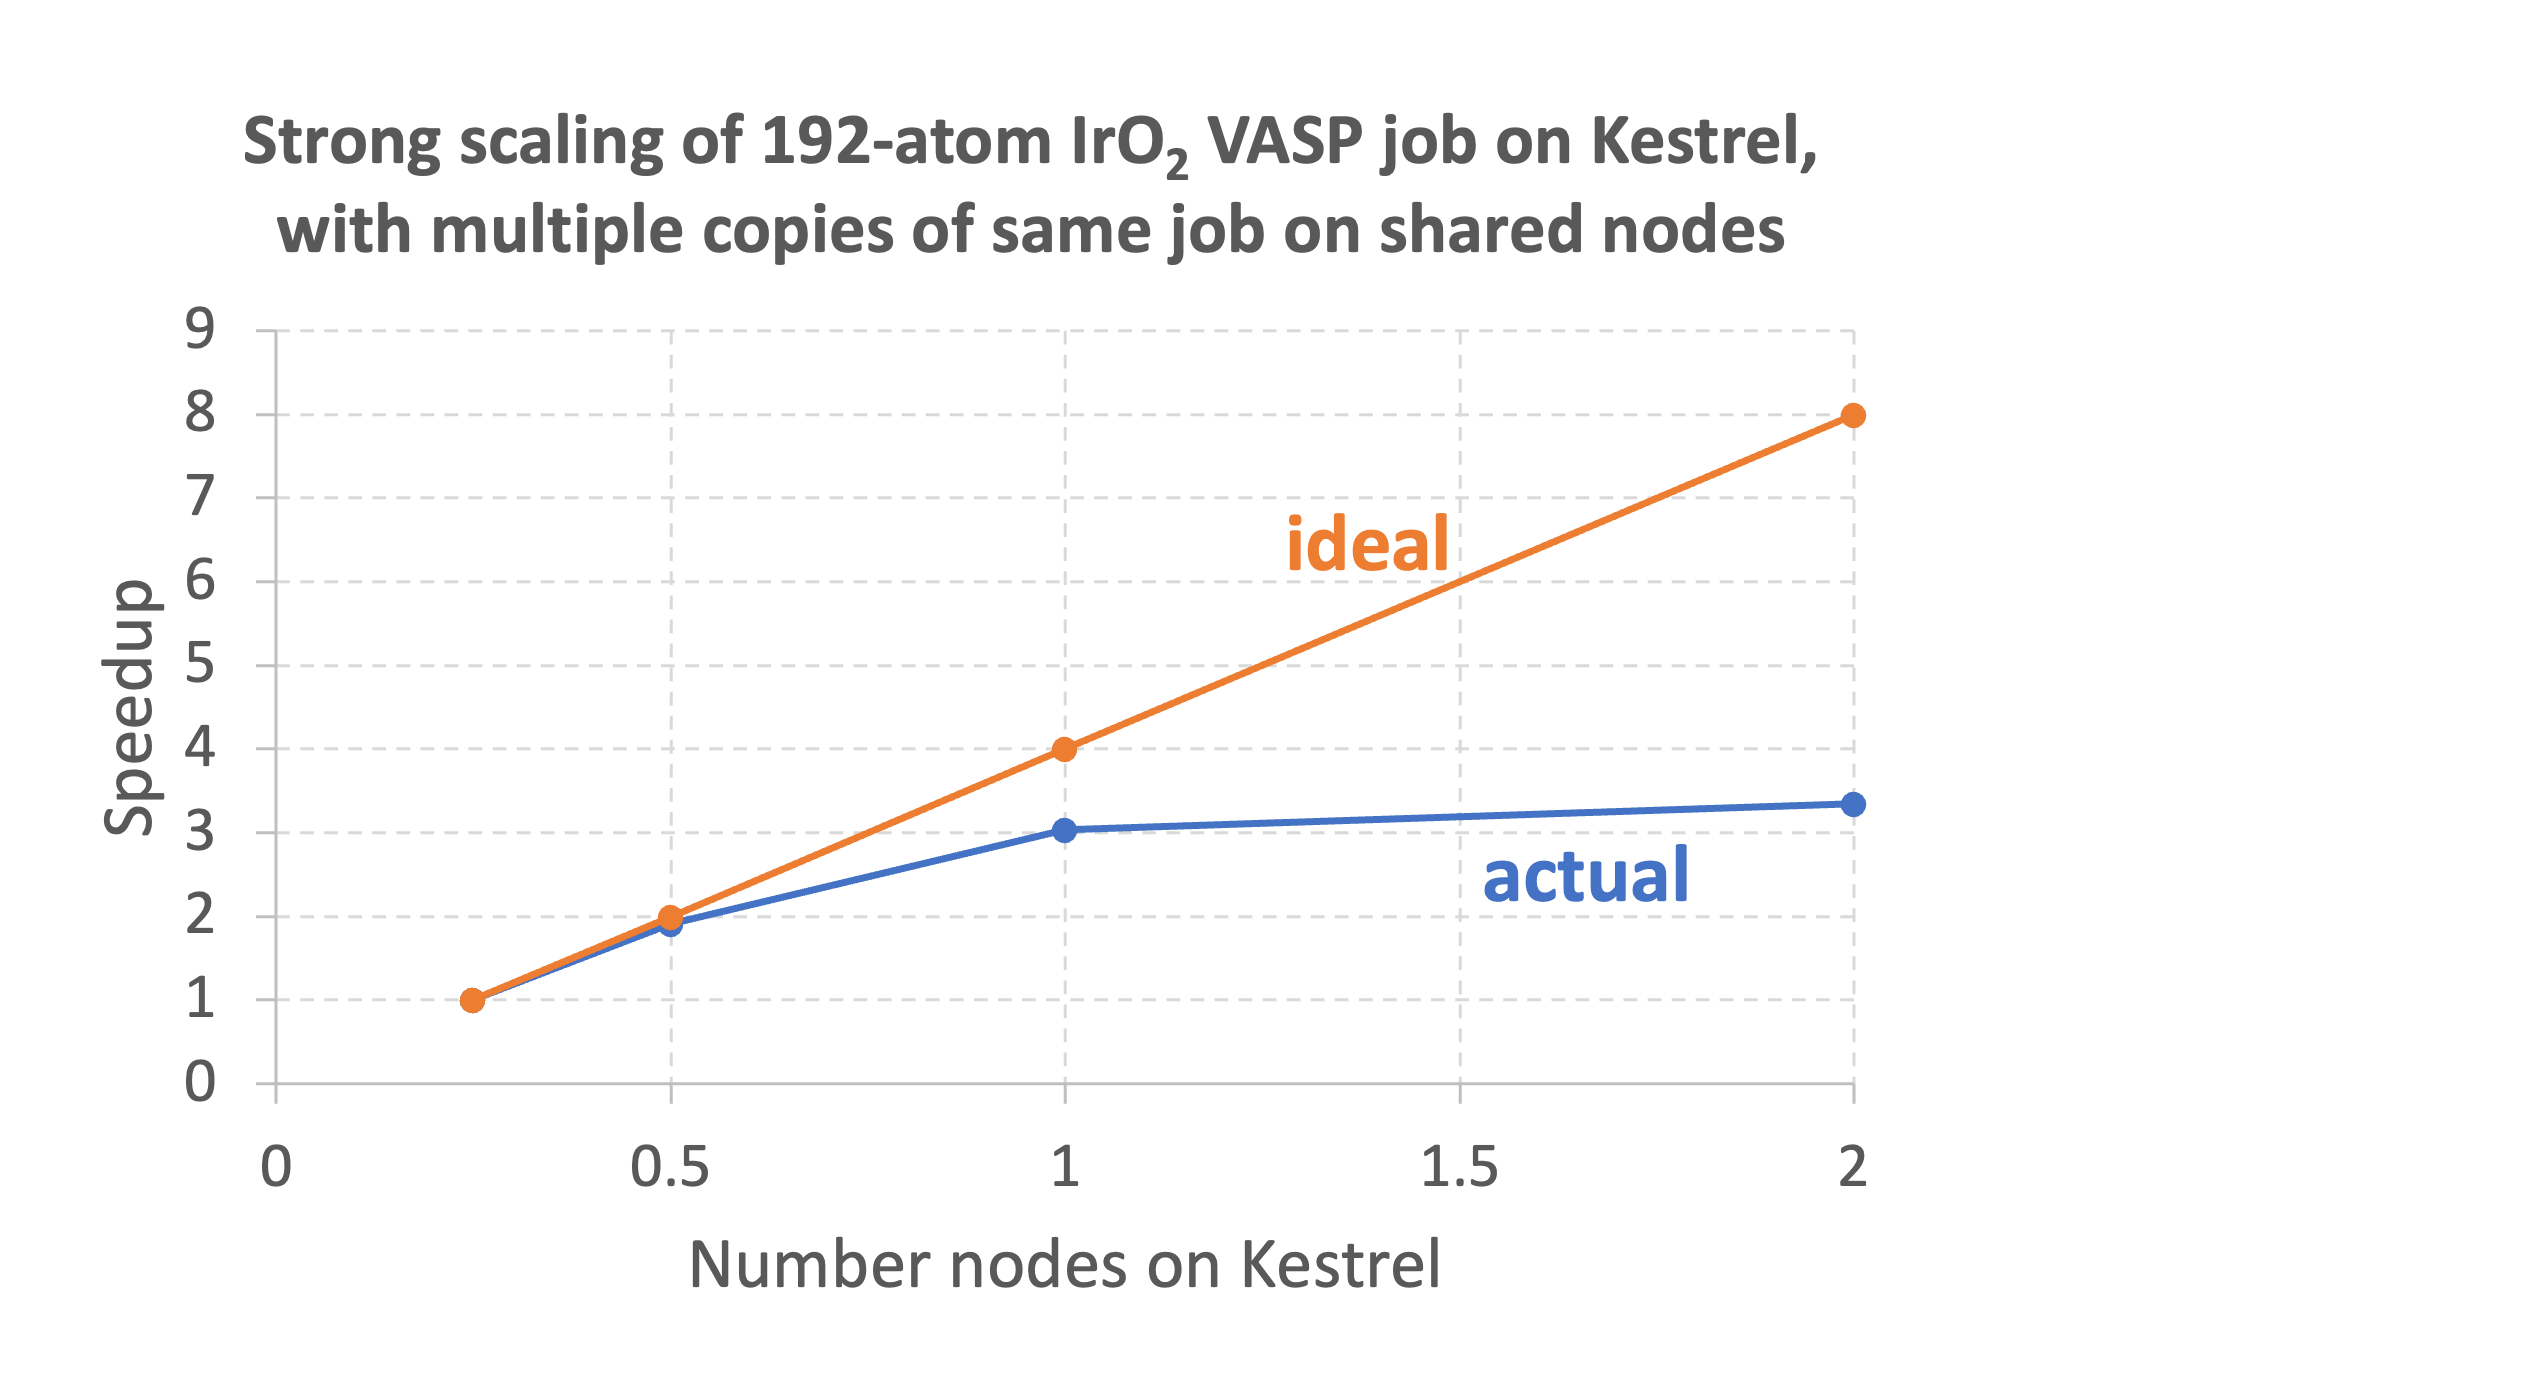 Strong scaling of 192-atom IrO₂ VASP job on Kestrel,
with multiple copies of same job on shared nodes
9
8
7
6
5
4
3
2
1
0
Speedup
ideal
actual
0 0.5 1 1.5 2
Number nodes on Kestrel